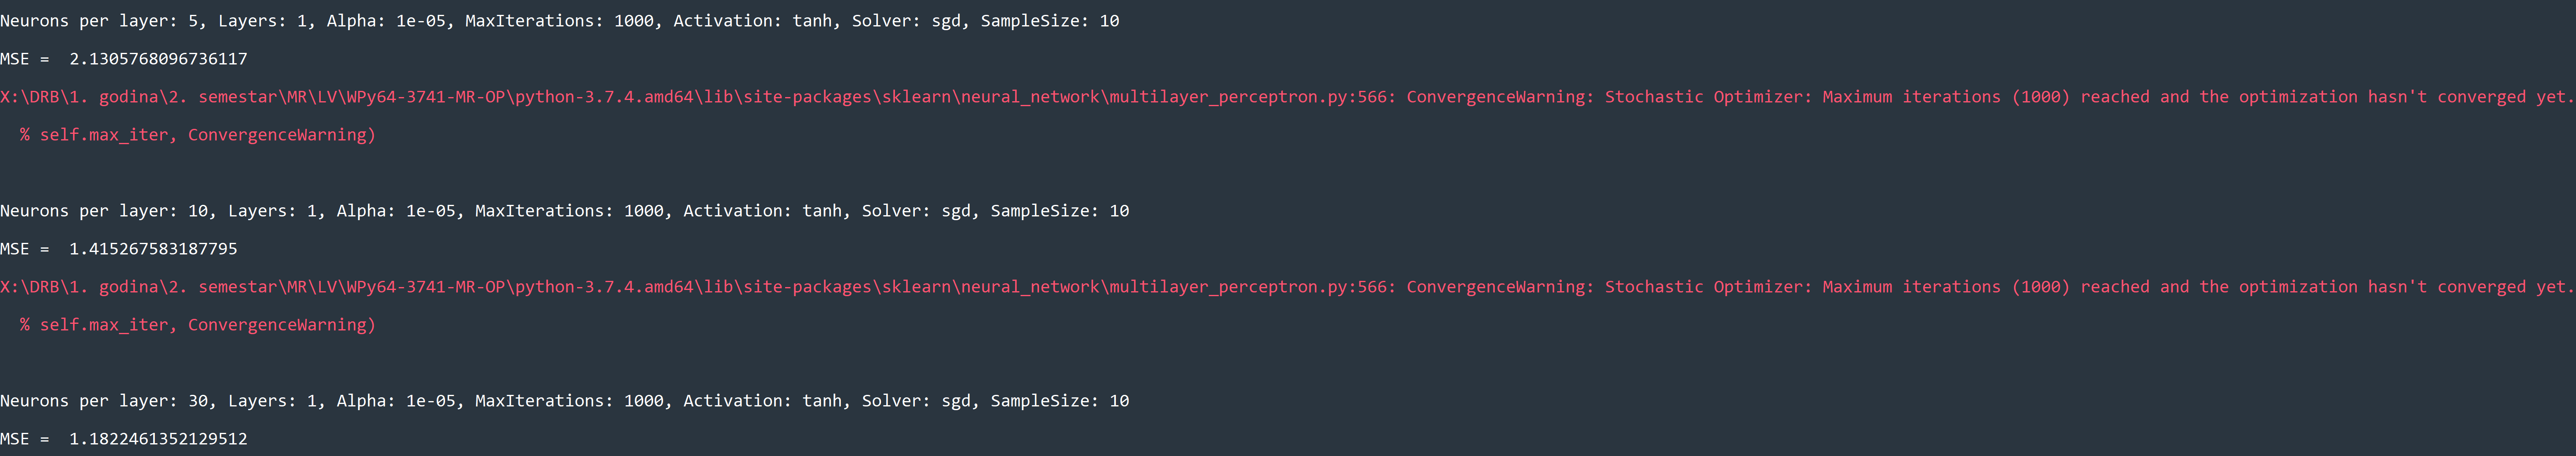 Neurons per layer: 5, Layers: 1, Alpha: 1e-05, MaxIterations: 1000, Activation: tanh, Solver: sgd, SampleSize: 10
MSE =  2.1305768096736117
X:\DRB\1. godina\2. semestar\MR\LV\WPy64-3741-MR-OP\python-3.7.4.amd64\lib\site-packages\sklearn\neural_network\multilayer_perceptron.py:566: ConvergenceWarning: Stochastic Optimizer: Maximum iterations (1000) reached and the optimization hasn't converged yet.
  % self.max_iter, ConvergenceWarning)
Neurons per layer: 10, Layers: 1, Alpha: 1e-05, MaxIterations: 1000, Activation: tanh, Solver: sgd, SampleSize: 10
MSE =  1.415267583187795
X:\DRB\1. godina\2. semestar\MR\LV\WPy64-3741-MR-OP\python-3.7.4.amd64\lib\site-packages\sklearn\neural_network\multilayer_perceptron.py:566: ConvergenceWarning: Stochastic Optimizer: Maximum iterations (1000) reached and the optimization hasn't converged yet.
  % self.max_iter, ConvergenceWarning)
Neurons per layer: 30, Layers: 1, Alpha: 1e-05, MaxIterations: 1000, Activation: tanh, Solver: sgd, SampleSize: 10
MSE =  1.1822461352129512